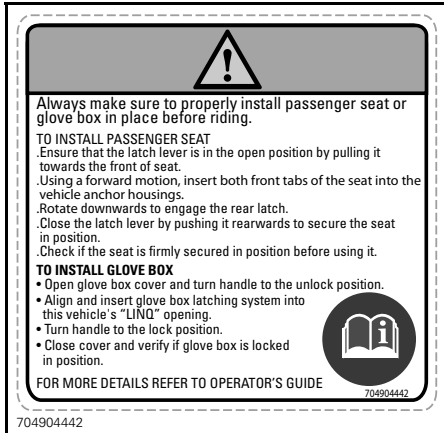 Always make sure to properly install passenger seat or
glove box in place before riding.
TO INSTALL PASSENGER SEAT
.Ensure that the latch lever is in the open position by pulling it
towards the front of seat.
.Using a forward motion, insert both front tabs of the seat into the
vehicle anchor housings.
.Rotate downwards to engage the rear latch.
.Close the latch lever by pushing it rearwards to secure the seat
in position.
.Check if the seat is firmly secured in position before using it.
TO INSTALL GLOVE BOX
• Open glove box cover and turn handle to the unlock position.
• Align and insert glove box latching system into
this vehicle's "LINQ" opening.
• Turn handle to the lock position.
• Close cover and verify if glove box is locked
in position.
FOR MORE DETAILS REFER TO OPERATOR'S GUIDE
704904442
704904442